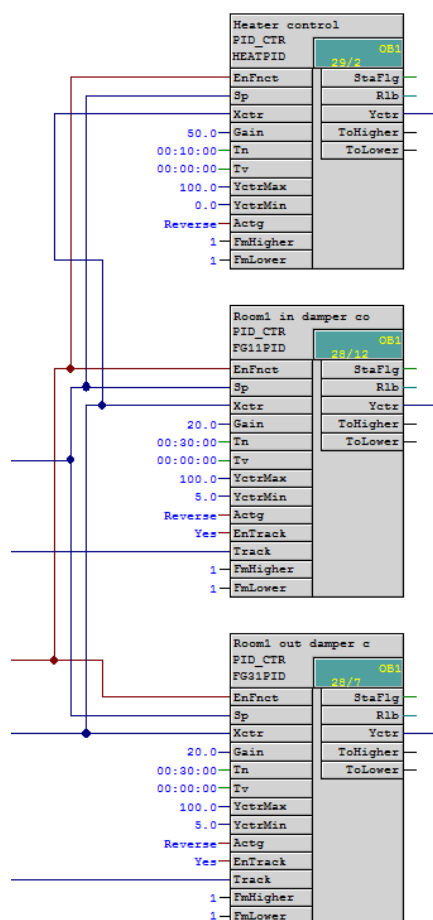 Heater control
PID_CTR
HEATPID
OB1
29/2
EnFnct StaFlg
Sp Rlb
Xctr Yctr
50.0 Gain ToHigher
00:10:00 Tn ToLower
00:00:00 Tv
100.0 YctrMax
0.0 YctrMin
Reverse Actg
1 FmHigher
1 FmLower
Room1 in damper co
PID_CTR
FG11PID
OB1
28/12
EnFnct StaFlg
Sp Rlb
Xctr Yctr
20.0 Gain ToHigher
00:30:00 Tn ToLower
00:00:00 Tv
100.0 YctrMax
5.0 YctrMin
Reverse Actg
Yes EnTrack
Track
1 FmHigher
1 FmLower
Room1 out damper c
PID_CTR
FG31PID
OB1
28/7
EnFnct StaFlg
Sp Rlb
Xctr Yctr
20.0 Gain ToHigher
00:30:00 Tn ToLower
00:00:00 Tv
100.0 YctrMax
5.0 YctrMin
Reverse Actg
Yes EnTrack
Track
1 FmHigher
1 FmLower